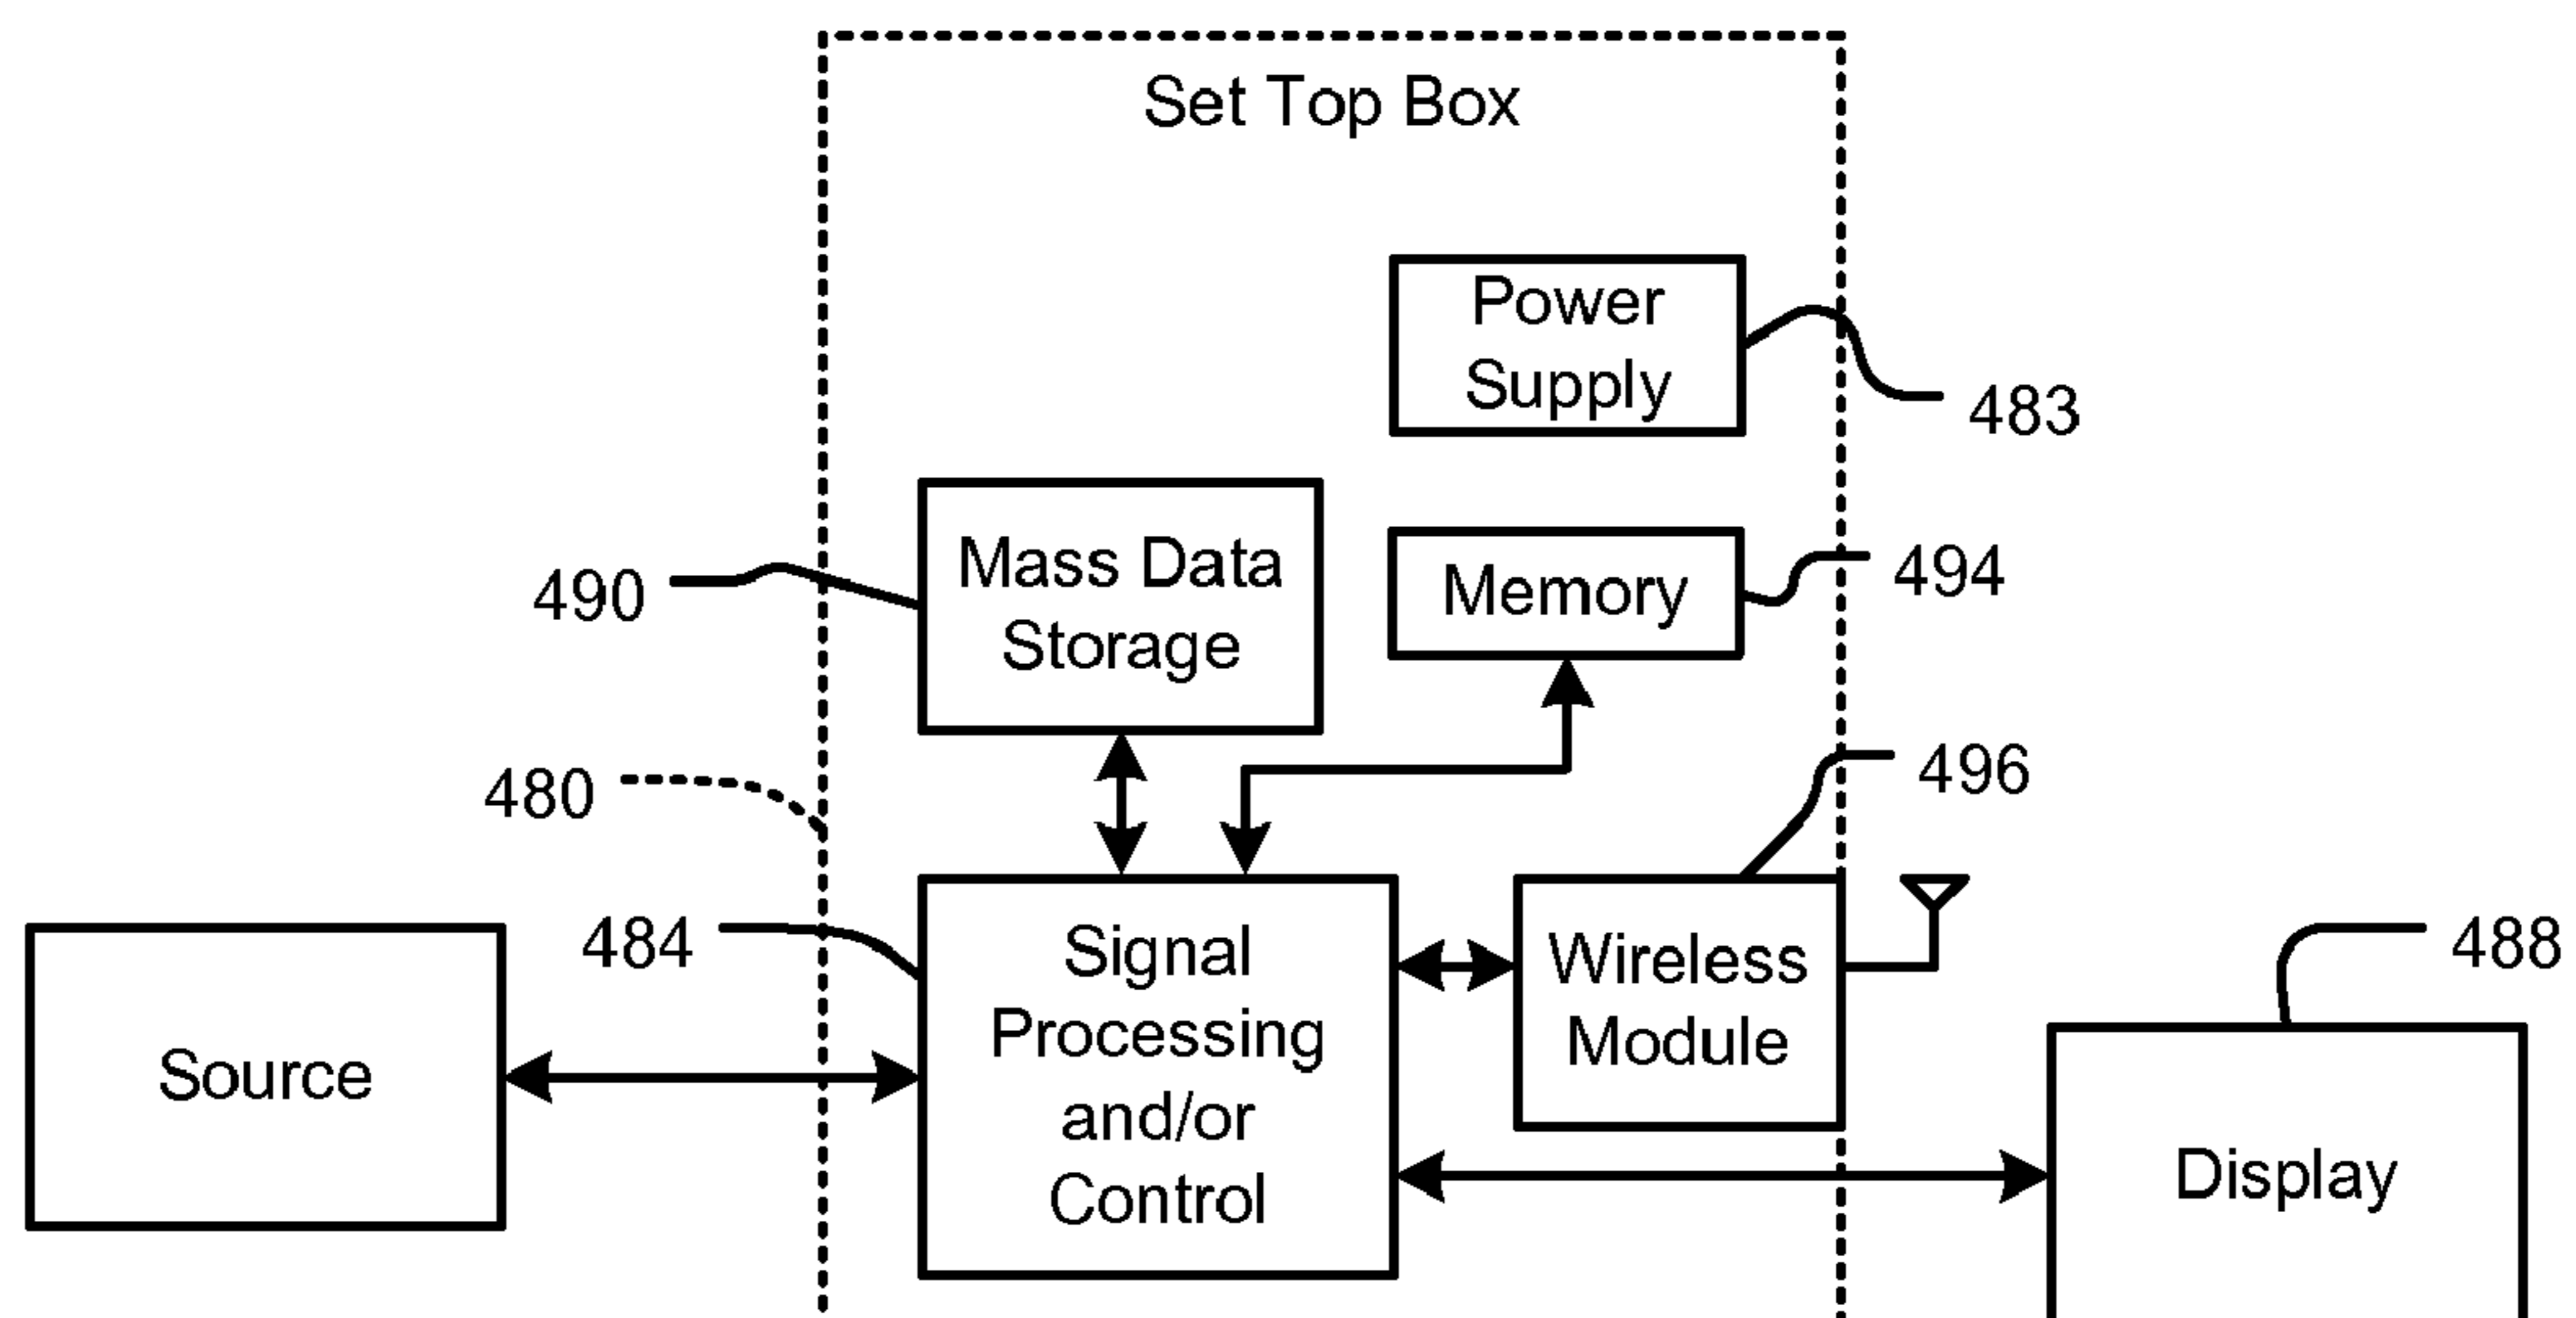 Set Top Box
Power
Supply
483
Mass Data
Storage
490
Memory
494
480
496
484
Signal
Processing
and/or
Control
Wireless
Module
488
Source
Display